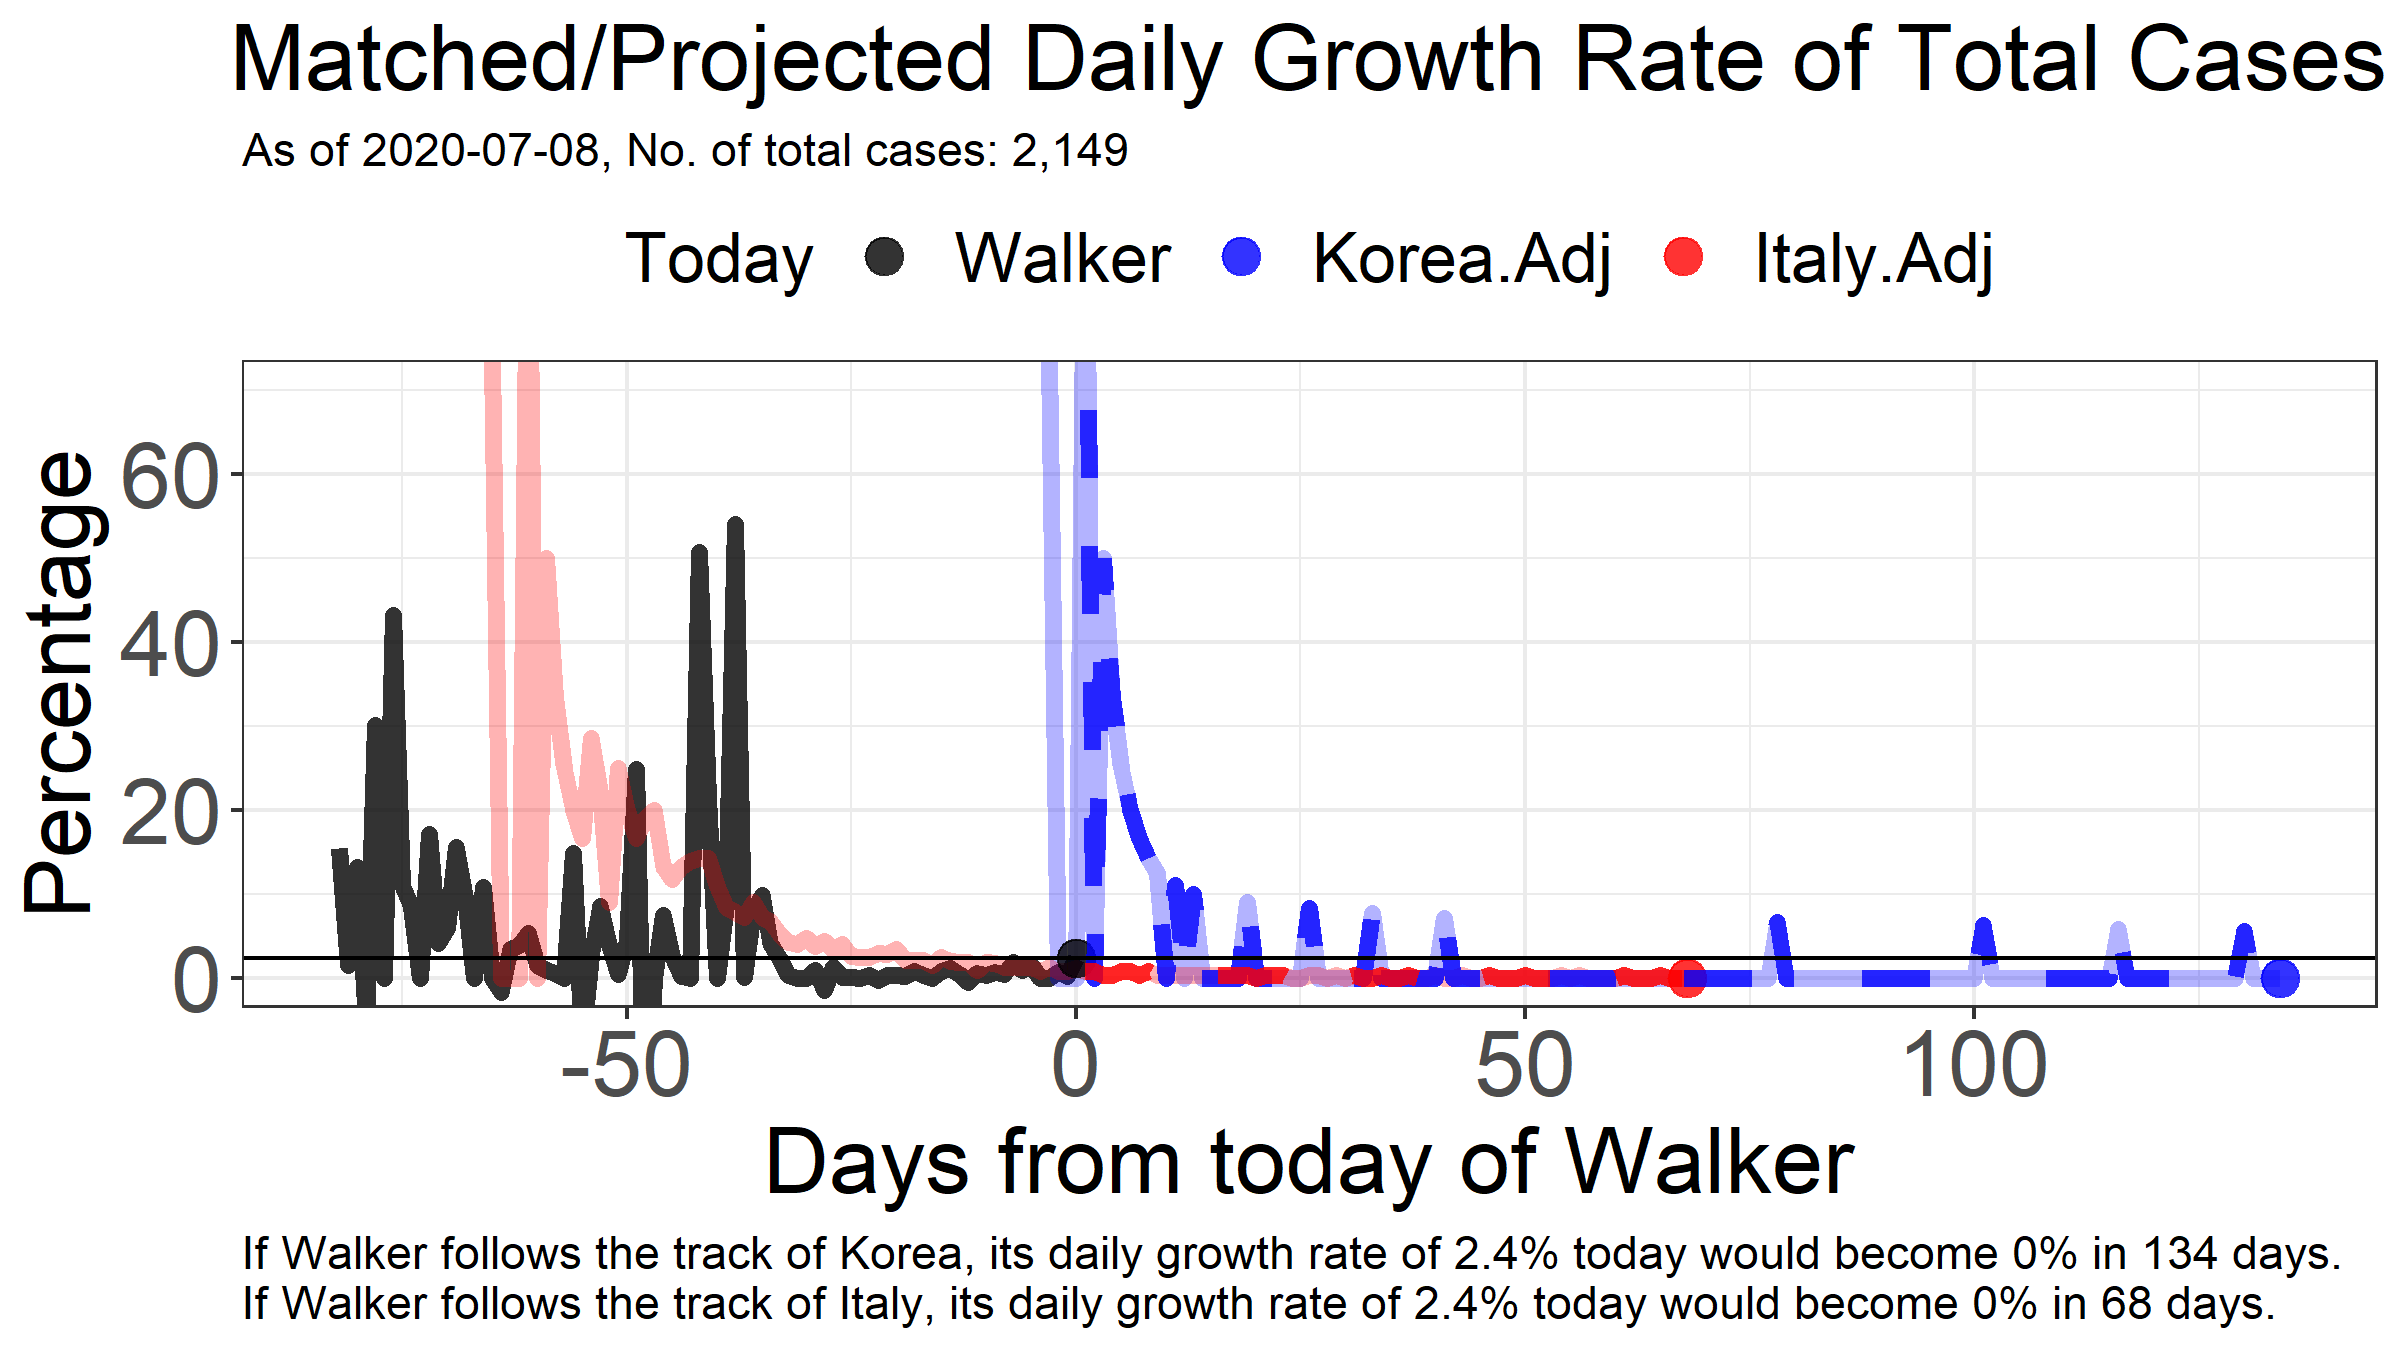 Matched/Projected Daily Growth Rate of Total Cases
As of 2020-07-08, No. of total cases: 2,149
Today Walker Korea.Adj Italy.Adj
Percentage
60
40
20
0
-50 0 50 100
Days from today of Walker
If Walker follows the track of Korea, its daily growth rate of 2.4% today would become 0% in 134 days.
If Walker follows the track of Italy, its daily growth rate of 2.4% today would become 0% in 68 days.